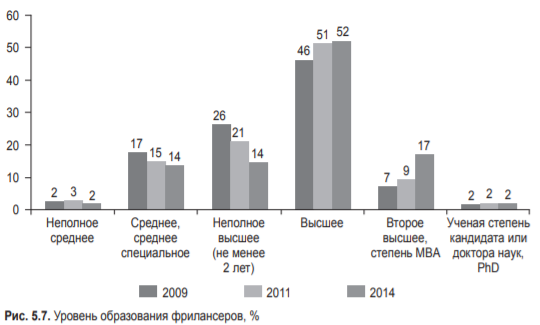 60
50
40
30
20
10
0
2 3 2
17 15 14
26 21 14
46 51 52
7 9 17
2 2 2
Неполное
среднее
Среднее,
среднее
специальное
Неполное
высшее
(не менее
2 лет)
Высшее
Второе
высшее,
степень МВА
Ученая степень
кандидата или
доктора наук,
PhD
2009 2011 2014
Рис. 5.7. Уровень образования фрилансеров, %